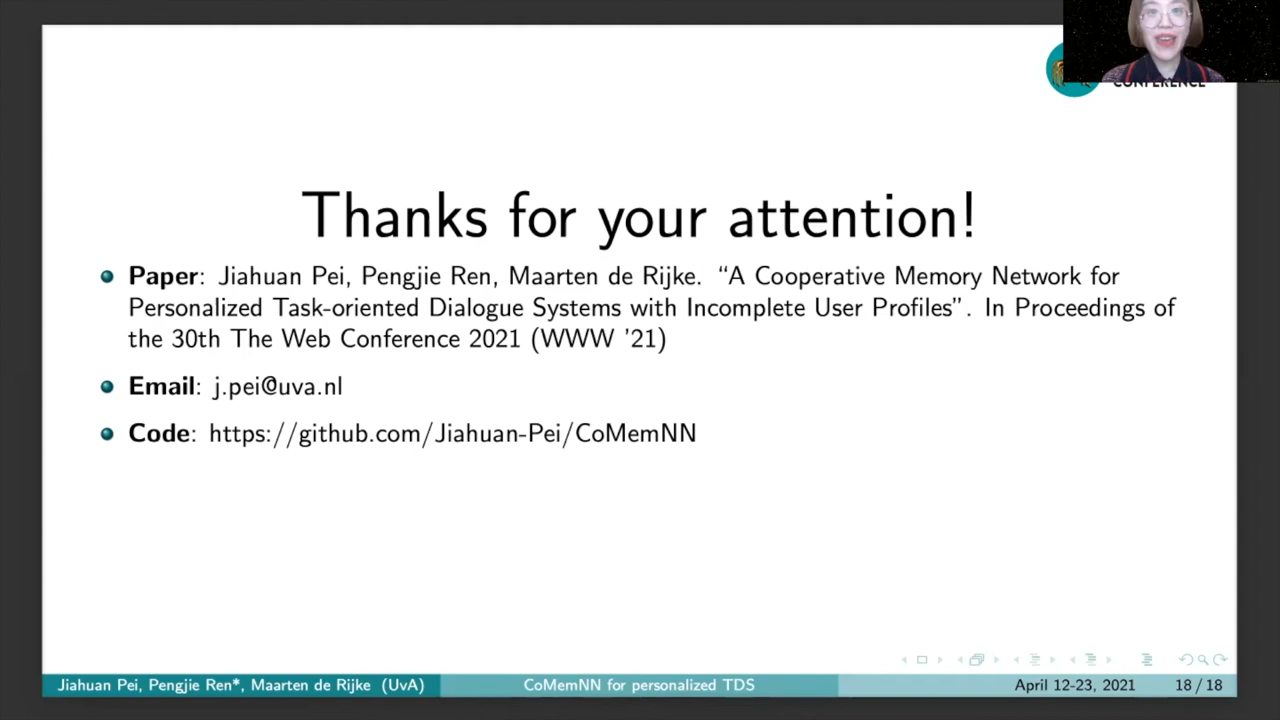 CONFERENCE
Thanks for your attention!
Paper: Jiahuan Pei, Pengjie Ren, Maarten de Rijke. “A Cooperative Memory Network for
Personalized Task-oriented Dialogue Systems with Incomplete User Profiles”. In Proceedings of
the 30th The Web Conference 2021 (WWW ’21)
Email: j.pei@uva.nl
Code: https://github.com/Jiahuan-Pei/CoMemNN
Jiahuan Pei, Pengjie Ren*, Maarten de Rijke (UvA)
CoMemNN for personalized TDS
April 12-23, 2021
18 / 18